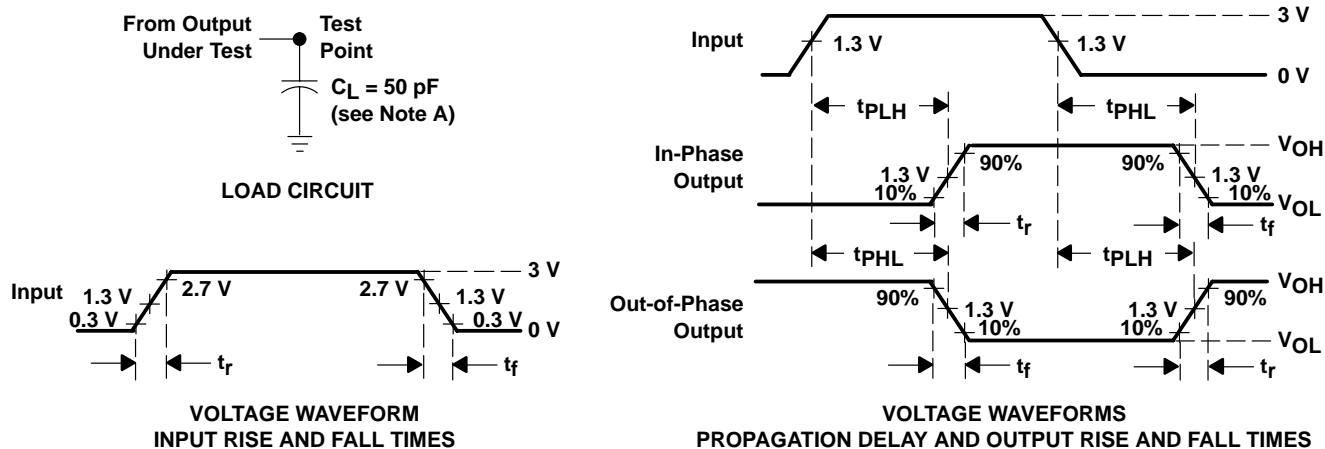 From Output
Under Test
Test
Point
CL = 50 pF
(see Note A)
LOAD CIRCUIT
Input
1.3 V
0.3 V
2.7 V
2.7 V
1.3 V
0.3 V
3 V
0 V
tr
tf
VOLTAGE WAVEFORM
INPUT RISE AND FALL TIMES
Input
1.3 V
1.3 V
3 V
0 V
tPLH
tPHL
In-Phase
Output
1.3 V
10%
90%
90%
1.3 V
10%
VOH
VOL
tr
tf
tPHL
tPLH
Out-of-Phase
Output
90%
1.3 V
10%
1.3 V
10%
90%
VOH
VOL
tf
tr
VOLTAGE WAVEFORMS
PROPAGATION DELAY AND OUTPUT RISE AND FALL TIMES